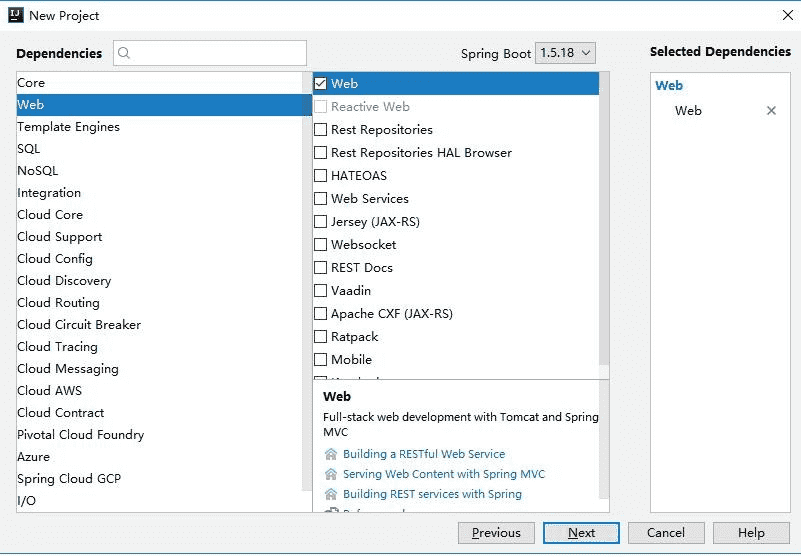 New Project
Dependencies
Spring Boot 1.5.18
Selected Dependencies
Core
Web
Template Engines
SQL
NoSQL
Integration
Cloud Core
Cloud Support
Cloud Config
Cloud Discovery
Cloud Routing
Cloud Circuit Breaker
Cloud Tracing
Cloud Messaging
Cloud AWS
Cloud Contract
Pivotal Cloud Foundry
Azure
Spring Cloud GCP
I/O
Web
Reactive Web
Rest Repositories
Rest Repositories HAL Browser
HATEOAS
Web Services
Jersey (JAX-RS)
Websocket
REST Docs
Vaadin
Apache CXF (JAX-RS)
Ratpack
Mobile
Web
Full-stack web development with Tomcat and Spring
MVC
Building a RESTful Web Service
Serving Web Content with Spring MVC
Building REST services with Spring
Web
Web
Previous
Next
Cancel
Help